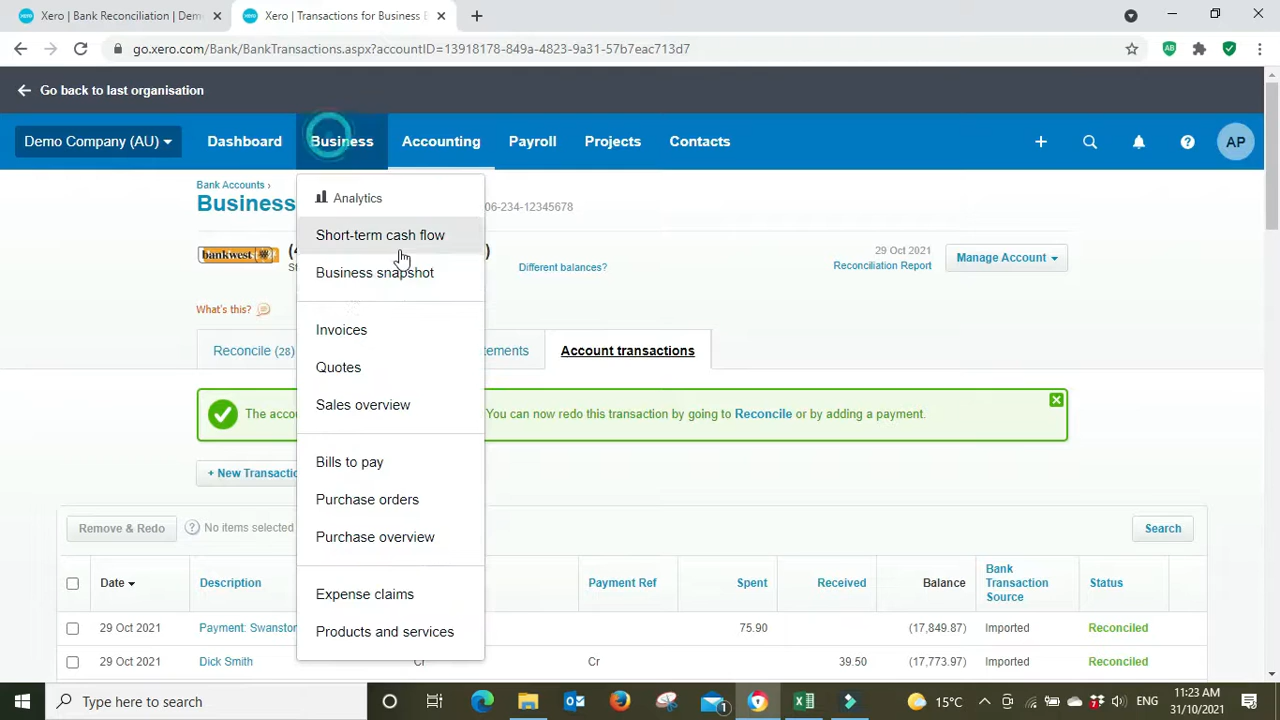 Xero | Bank Reconciliation | Dem
Xero | Transactions for Business E
go.xero.com/Bank/BankTransactions.aspx?accountID=13918178-849a-4823-9a31-57b7eac713d7
Go back to last organisation
Demo Company (AU)
Dashboard
Business
Accounting
Payroll
Projects
Contacts
AP
Analytics
Short-term cash flow
Business snapshot
Invoices
Quotes
Sales overview
Bills to pay
Purchase orders
Purchase overview
Expense claims
Products and services
Bank Accounts ›
Business
06-234-12345678
bankwest
Different balances?
29 Oct 2021
Reconciliation Report
Manage Account
What's this?
Reconcile (28)
tements
Account transactions
The acco
You can now redo this transaction by going to Reconcile or by adding a payment.
+ New Transactio
Remove & Redo
? No items selected
Search
Date
Description
Payment Ref
Spent
Received
Balance
Bank
Transaction
Source
Status
29 Oct 2021
Payment: Swanston
75.90
(17,849.87)
Imported
Reconciled
29 Oct 2021
Dick Smith
Cr
Cr
39.50
(17,773.97)
Imported
Reconciled
Type here to search
1
15°C
ENG
11:23 AM
31/10/2021